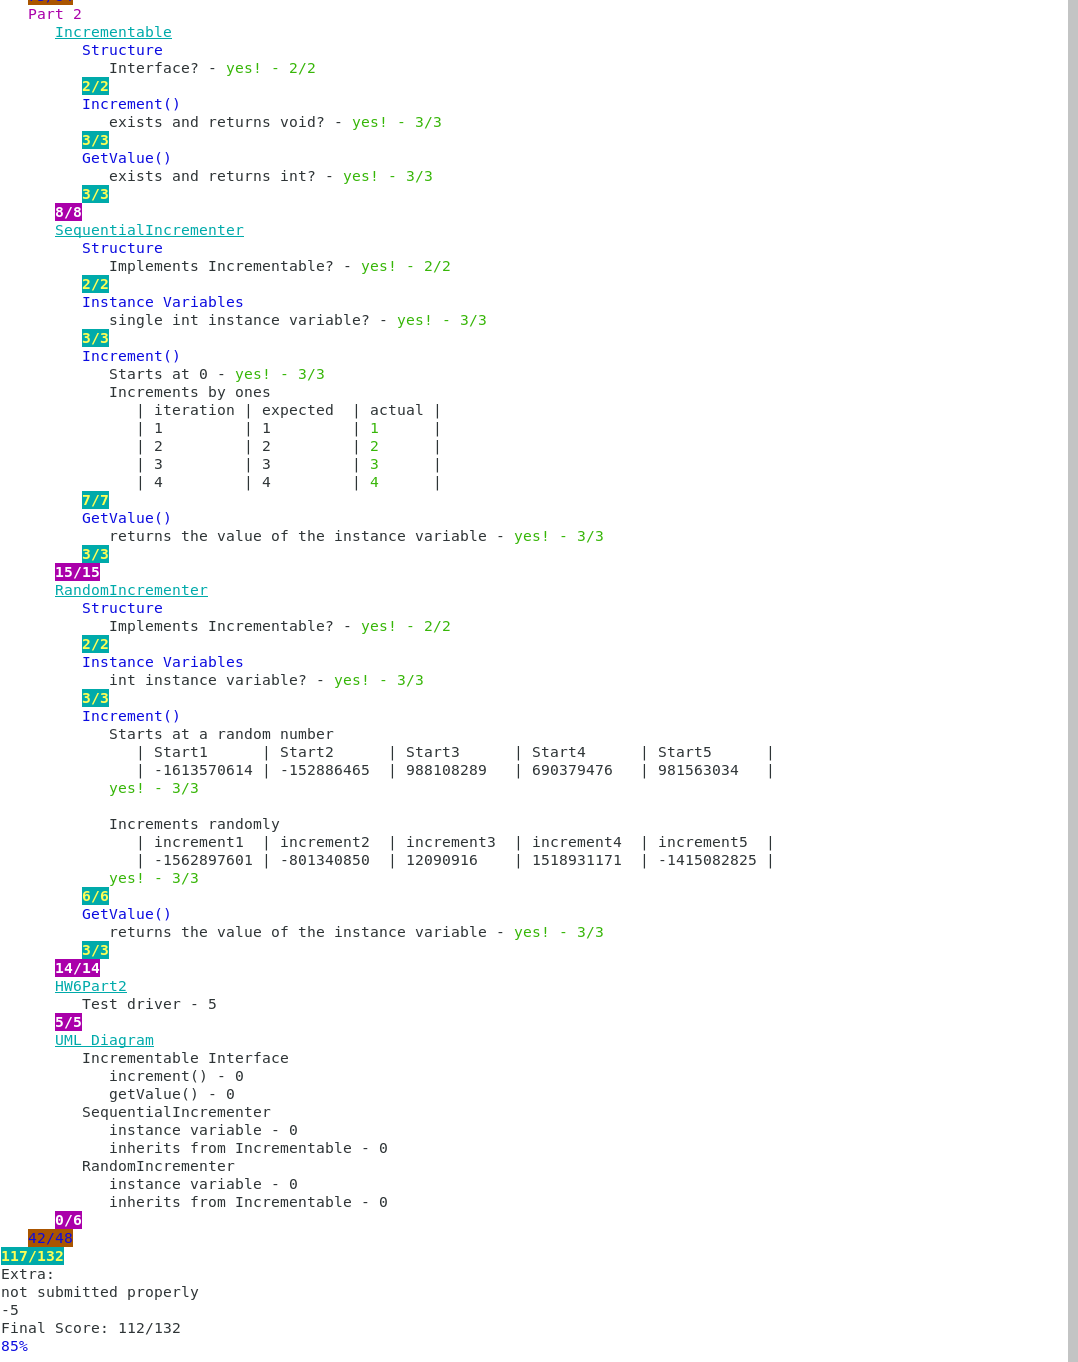 Part 2
Incrementable
Structure
Interface? - yes! - 2/2
2/2
Increment()
exists and returns void? - yes! - 3/3
3/3
GetValue()
exists and returns int? - yes! - 3/3
3/3
8/8
SequentialIncrementer
Structure
Implements Incrementable? - yes! - 2/2
2/2
Instance Variables
single int instance variable? - yes! - 3/3
3/3
Increment()
Starts at 0 - yes! - 3/3
Increments by ones
| iteration | expected  | actual |
| 1         | 1         | 1      |
| 2         | 2         | 2      |
| 3         | 3         | 3      |
| 4         | 4         | 4      |
7/7
GetValue()
returns the value of the instance variable - yes! - 3/3
3/3
15/15
RandomIncrementer
Structure
Implements Incrementable? - yes! - 2/2
2/2
Instance Variables
int instance variable? - yes! - 3/3
3/3
Increment()
Starts at a random number
| Start1      | Start2      | Start3      | Start4      | Start5      |
| -1613570614 | -152886465  | 988108289   | 690379476   | 981563034   |
yes! - 3/3
Increments randomly
| increment1  | increment2  | increment3  | increment4  | increment5  |
| -1562897601 | -801340850  | 12090916    | 1518931171  | -1415082825 |
yes! - 3/3
6/6
GetValue()
returns the value of the instance variable - yes! - 3/3
3/3
14/14
HW6Part2
Test driver - 5
5/5
UML Diagram
Incrementable Interface
increment() - 0
getValue() - 0
SequentialIncrementer
instance variable - 0
inherits from Incrementable - 0
RandomIncrementer
instance variable - 0
inherits from Incrementable - 0
0/6
42/48
117/132
Extra:
not submitted properly
-5
Final Score: 112/132
85%